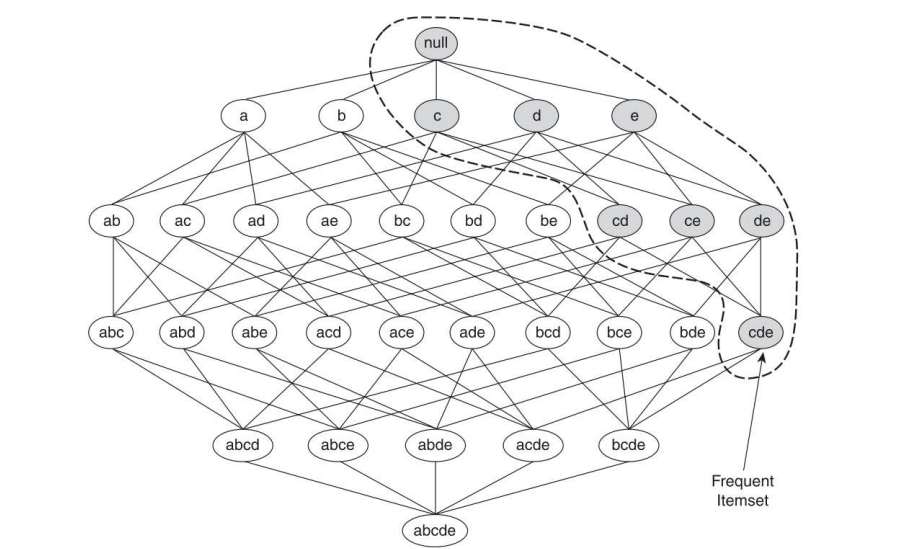 null
a b c d e
ab ac ad ae bc bd be cd ce de
abc abd abe acd ace ade bcd bce bde cde
abcd abce abde acde bcde
Frequent
Itemset
abcde